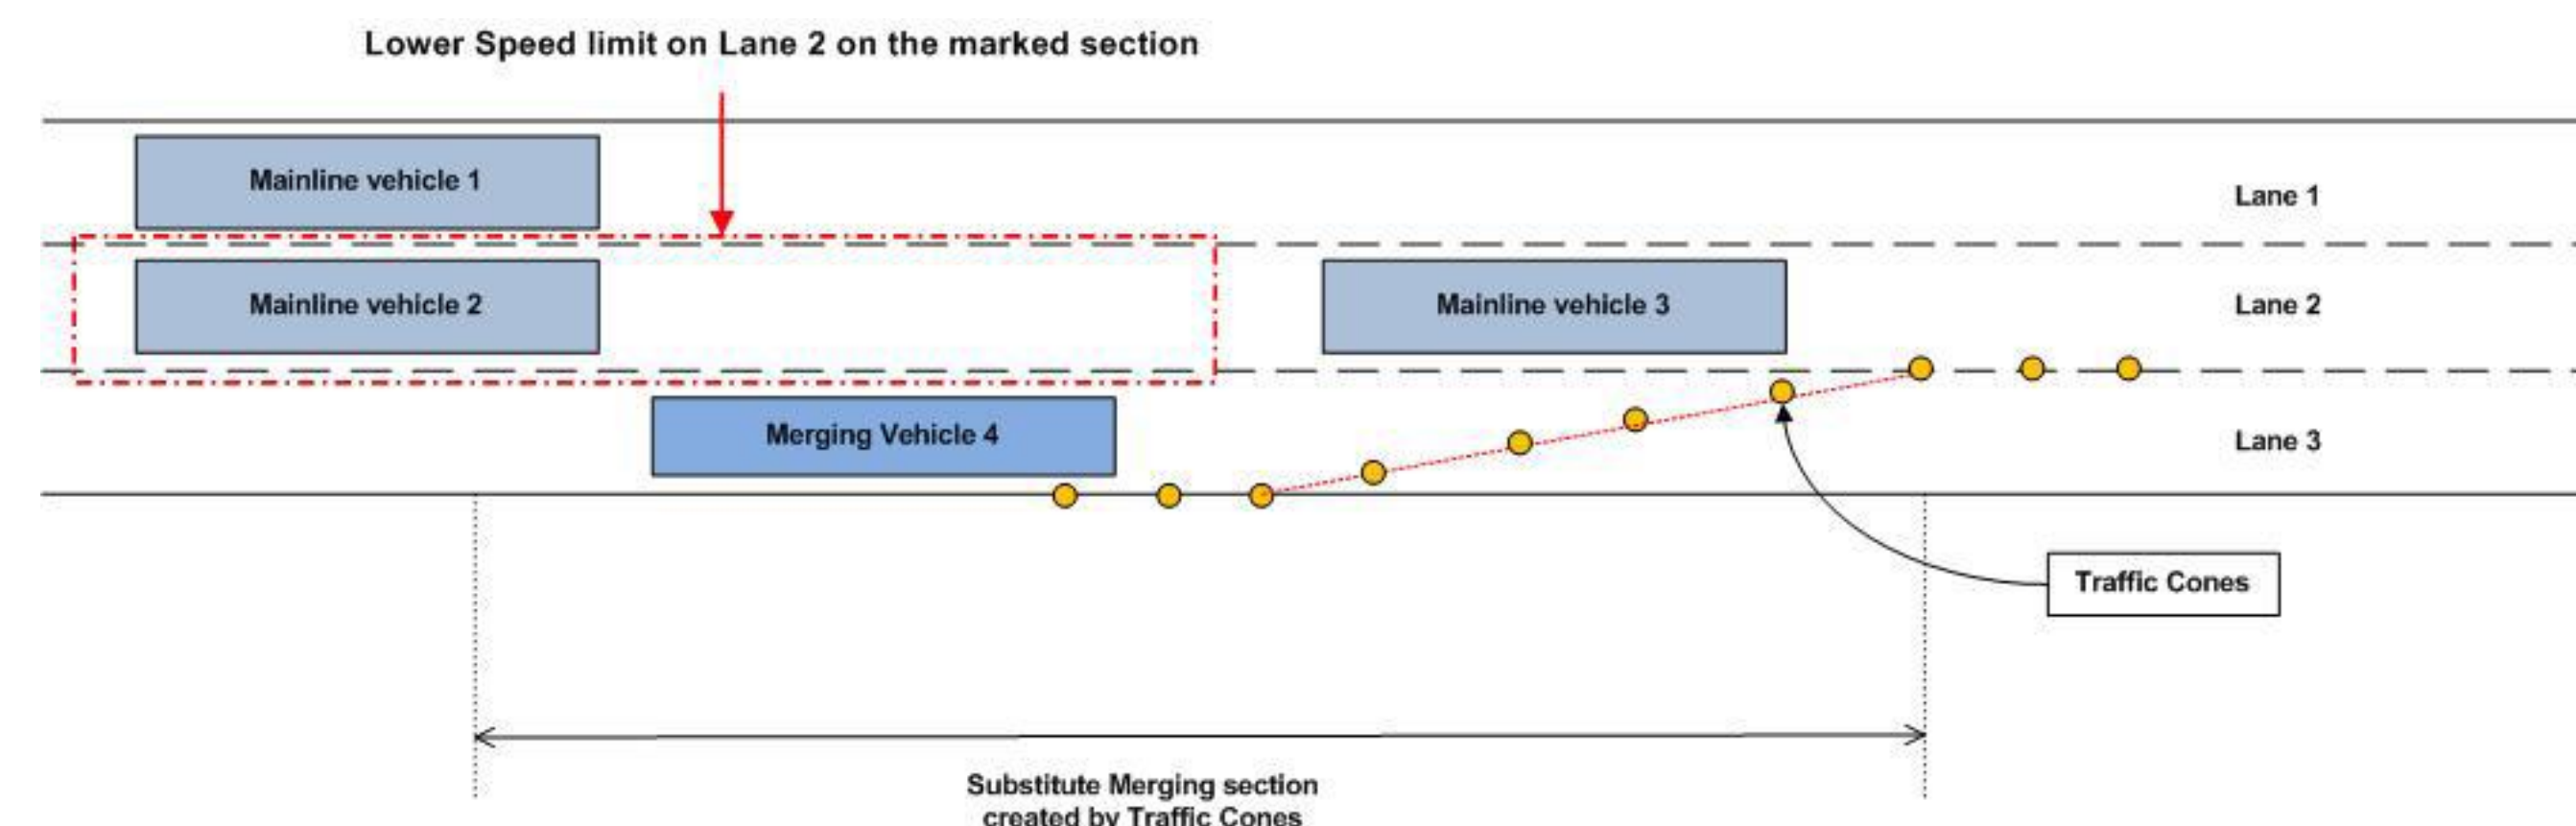 Lower Speed limit on Lane 2 on the marked section
Mainline vehicle 1
Lane 1
Mainline vehicle 2
Mainline vehicle 3
Lane 2
Merging Vehicle 4
Lane 3
Traffic Cones
Substitute Merging section
created by Traffic Cones